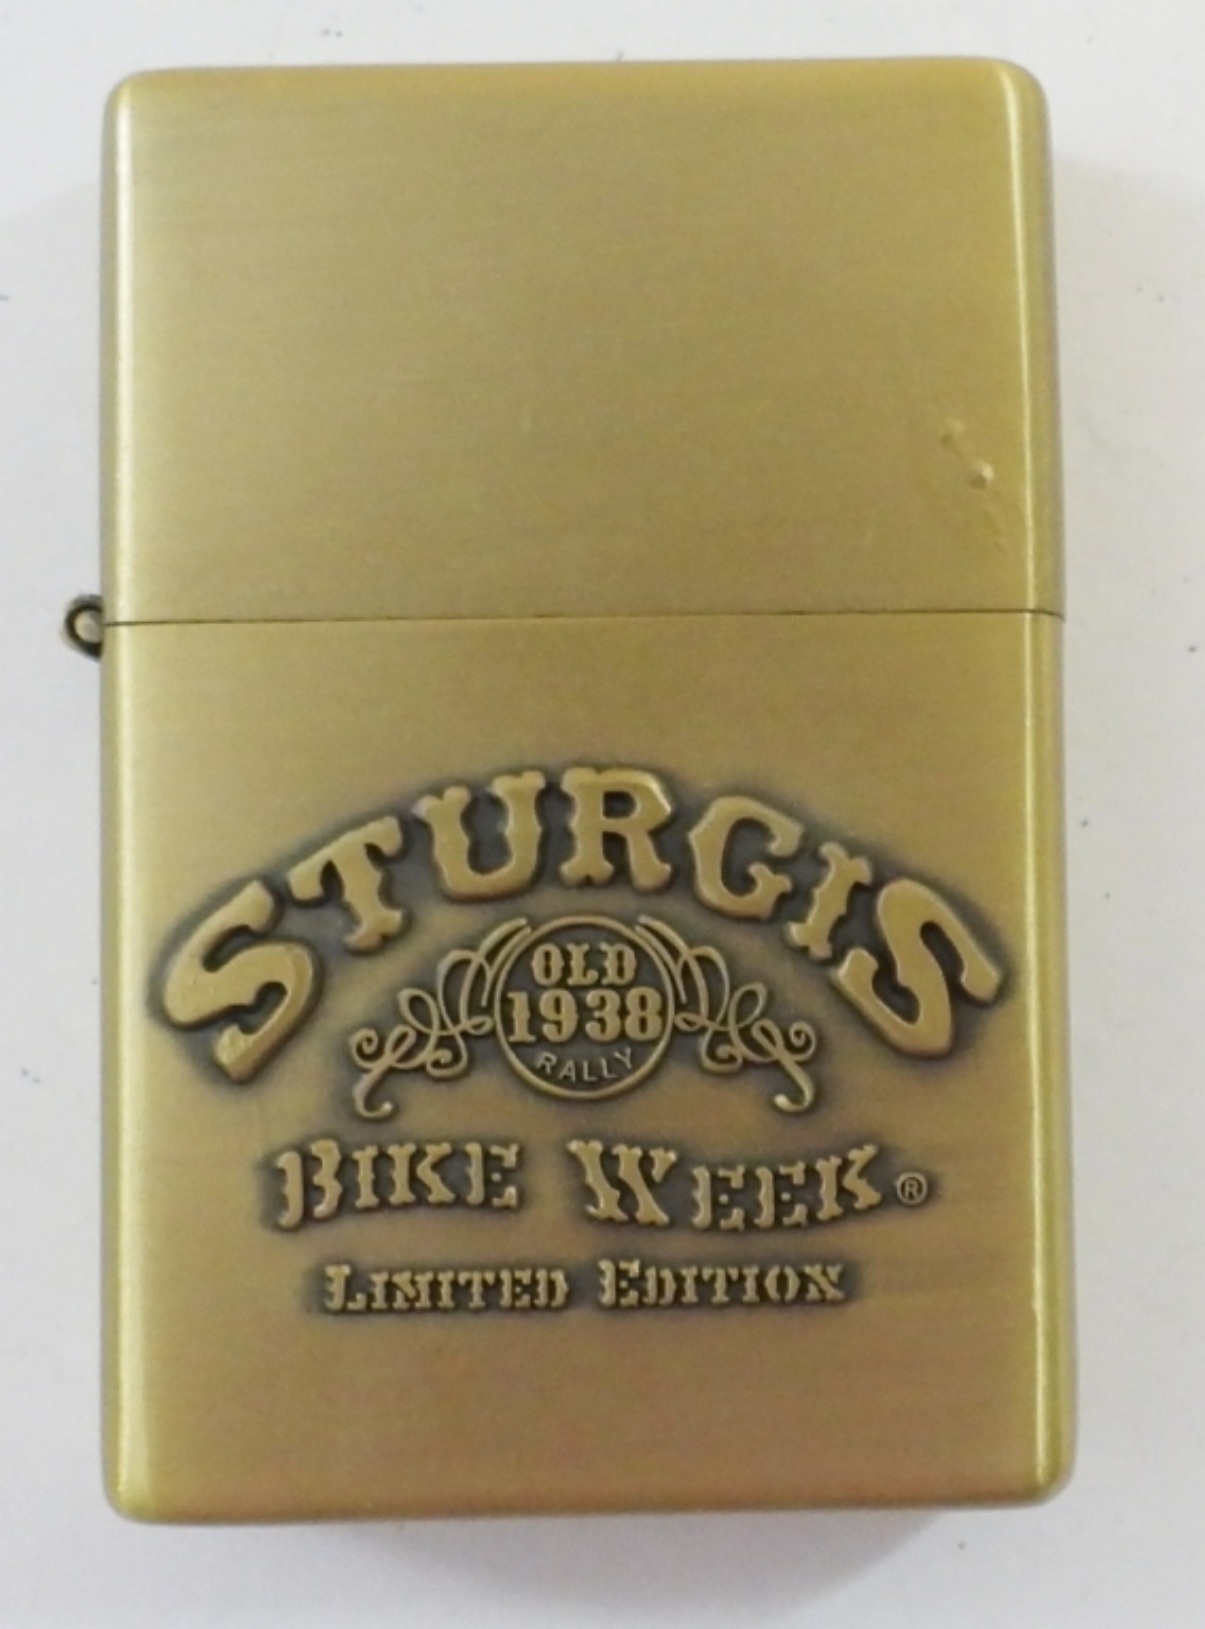 STURGIS
OLD
1938
RALLY
BIKE WEEK®
LIMITED EDITION